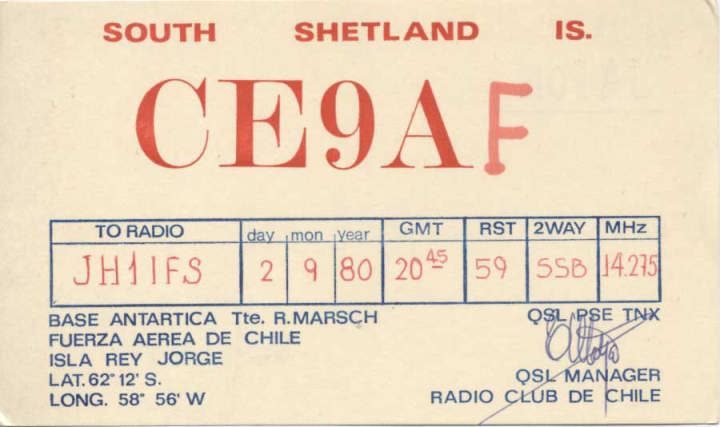 SOUTH SHETLAND IS.
CE9AF
TO RADIO day mon year GMT RST 2WAY MHz
JH1IFS 2 9 80 20 45 59 SSB 14.275
BASE ANTARTICA Tte. R.MARSCH
FUERZA AEREA DE CHILE
ISLA REY JORGE
LAT. 62° 12' S.
LONG. 58° 56' W
QSL PSE TNX
QSL MANAGER
RADIO CLUB DE CHILE